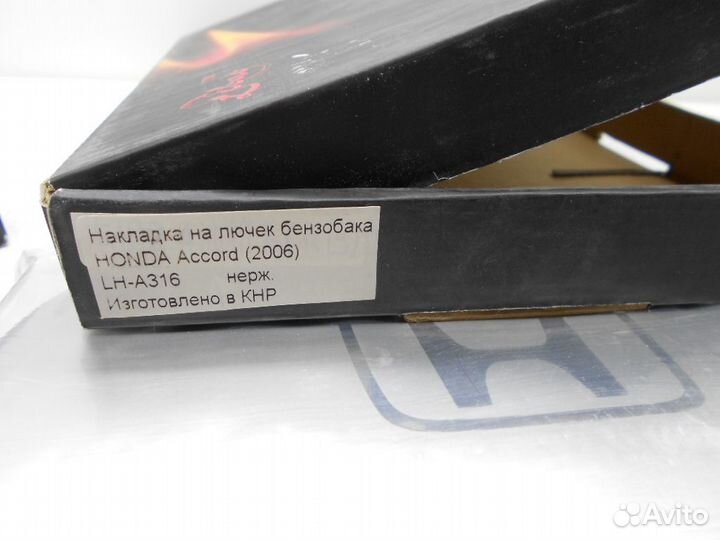 Накладка на лючек бензобака
HONDA Accord (2006)
LH-A316 нерж.
Изготовлено в КНР
Avito